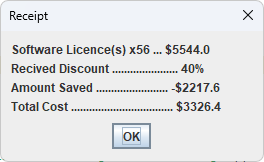 Receipt
Software Licence(s) x56 ... $5544.0
Recived Discount ...................... 40%
Amount Saved ........................ -$2217.6
Total Cost .................................. $3326.4
OK